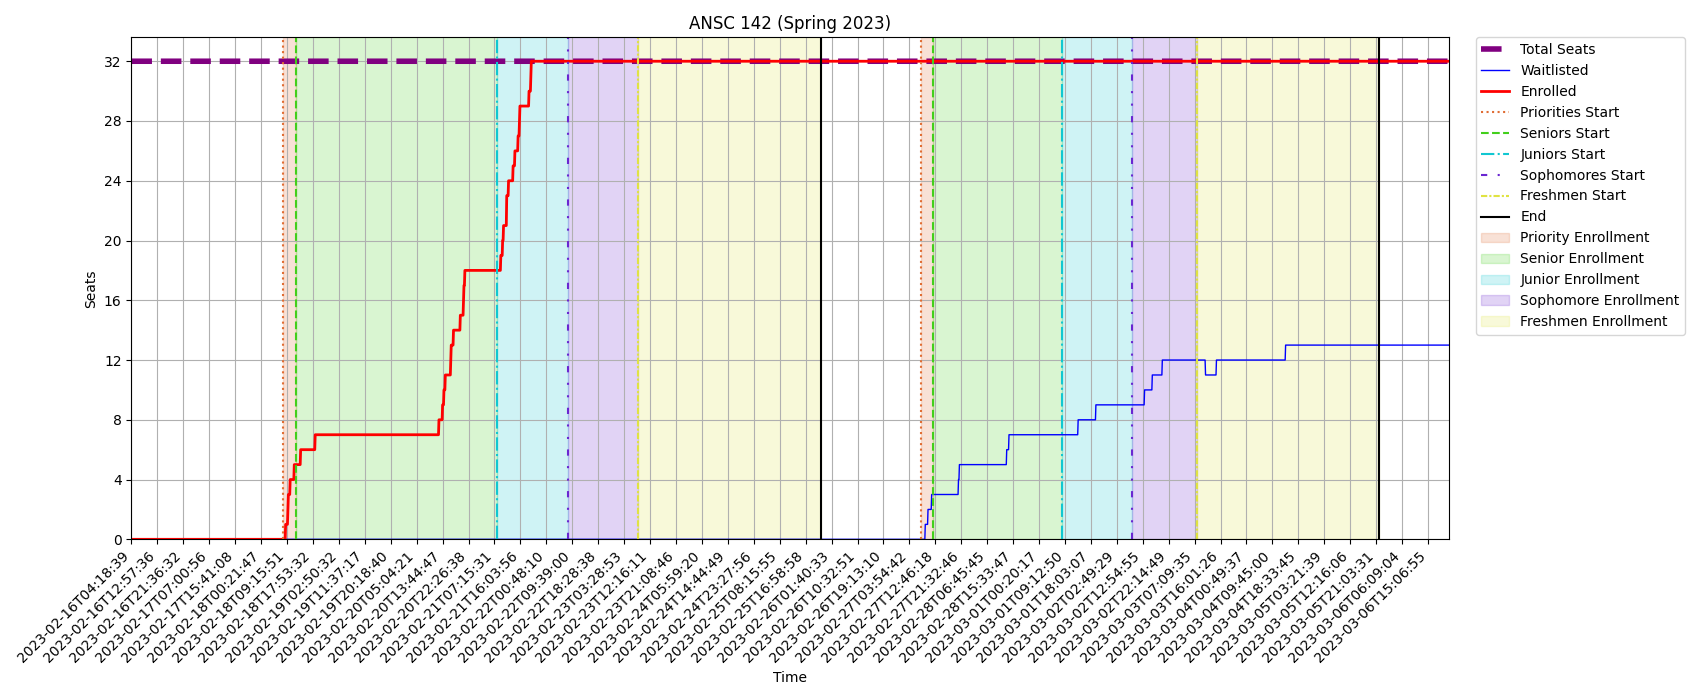 ANSC 142 (Spring 2023)
Seats
32
28
24
20
16
12
8
4
0
2023-02-16T04:18:39
2023-02-16T12:57:36
2023-02-16T21:36:32
2023-02-17T07:00:56
2023-02-17T15:41:08
2023-02-18T00:21:47
2023-02-18T09:15:51
2023-02-18T17:53:32
2023-02-19T02:50:32
2023-02-19T11:37:17
2023-02-19T20:18:40
2023-02-20T05:04:21
2023-02-20T13:44:47
2023-02-20T22:26:38
2023-02-21T07:15:31
2023-02-21T16:03:56
2023-02-22T00:48:10
2023-02-22T09:39:00
2023-02-22T18:28:38
2023-02-23T03:28:53
2023-02-23T12:16:11
2023-02-23T21:08:46
2023-02-24T05:59:20
2023-02-24T14:44:49
2023-02-24T23:27:56
2023-02-25T08:15:55
2023-02-25T16:58:58
2023-02-26T01:40:33
2023-02-26T10:32:51
2023-02-26T19:13:10
2023-02-27T03:54:42
2023-02-27T12:46:18
2023-02-27T21:32:46
2023-02-28T06:45:45
2023-02-28T15:33:47
2023-03-01T00:20:17
2023-03-01T09:12:50
2023-03-01T18:03:07
2023-03-02T02:49:29
2023-03-02T12:54:55
2023-03-02T22:14:49
2023-03-03T07:09:35
2023-03-03T16:01:26
2023-03-04T00:49:37
2023-03-04T09:45:00
2023-03-04T18:33:45
2023-03-05T03:21:39
2023-03-05T12:16:06
2023-03-05T21:03:31
2023-03-06T06:09:04
2023-03-06T15:06:55
Time
Total Seats
Waitlisted
Enrolled
Priorities Start
Seniors Start
Juniors Start
Sophomores Start
Freshmen Start
End
Priority Enrollment
Senior Enrollment
Junior Enrollment
Sophomore Enrollment
Freshmen Enrollment